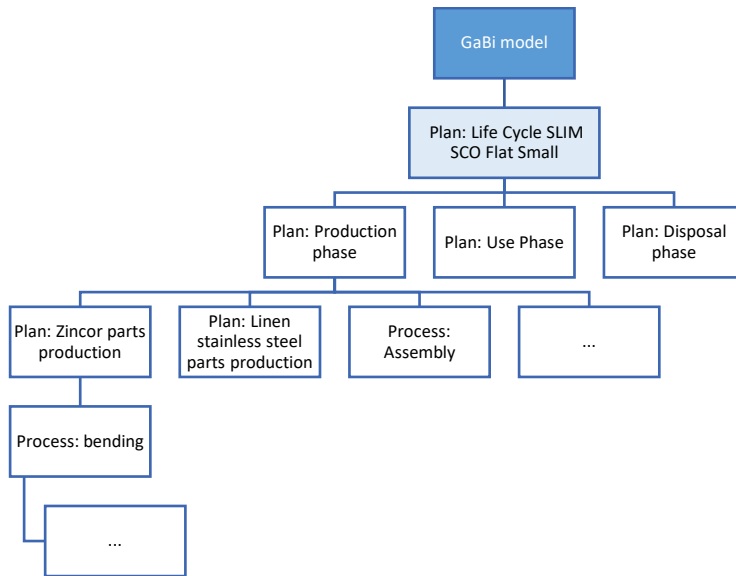 GaBi model
Plan: Life Cycle SLIM
SCO Flat Small
Plan: Production
phase
Plan: Use Phase
Plan: Disposal
phase
Plan: Zincor parts
production
Plan: Linen
stainless steel
parts production
Process:
Assembly
...
Process: bending
...